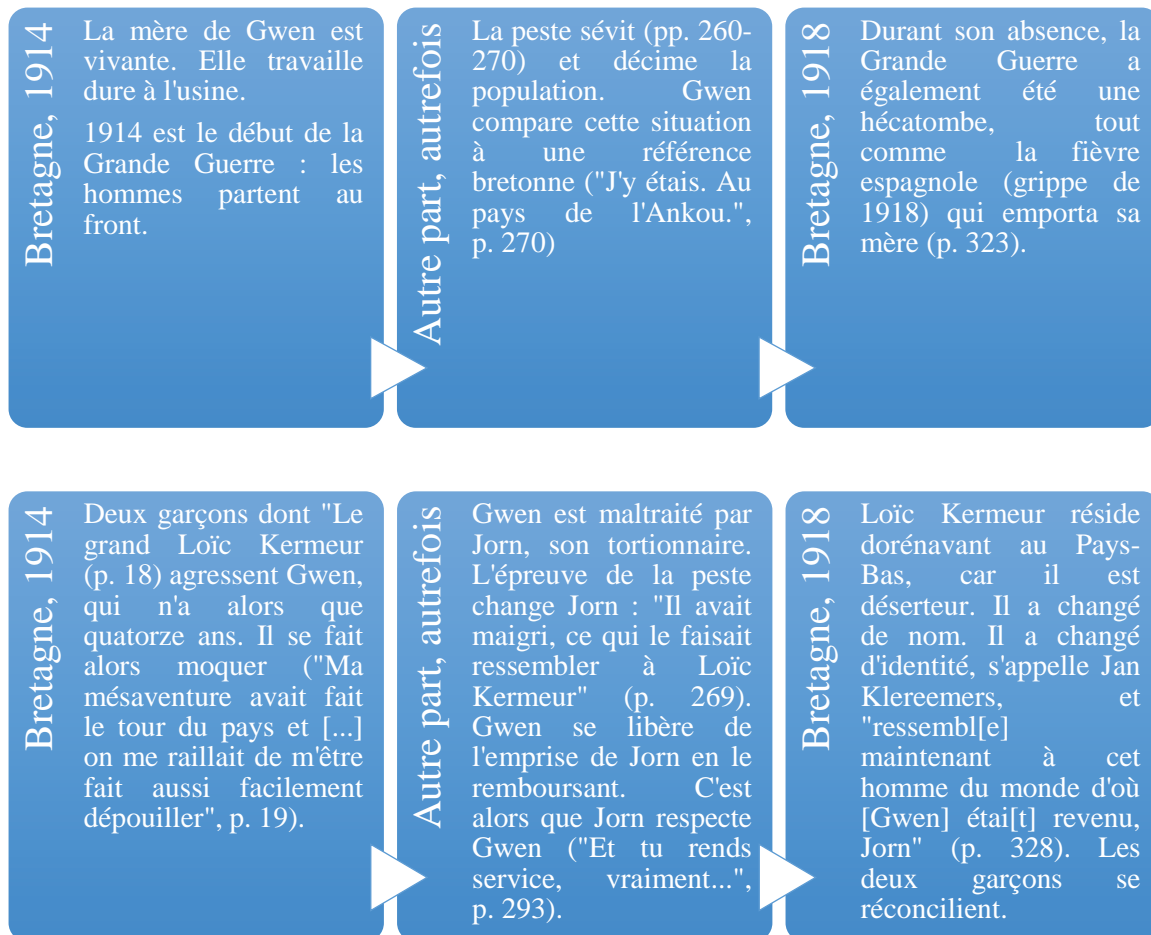 Bretagne, 1914
La mère de Gwen est
vivante. Elle travaille
dure à l'usine.
1914 est le début de la
Grande Guerre : les
hommes partent au
front.
Autre part, autrefois
La peste sévit (pp. 260-
270) et décime la
population. Gwen
compare cette situation
à une référence
bretonne ("J'y étais. Au
pays de l'Ankou.",
p. 270)
Bretagne, 1918
Durant son absence, la
Grande Guerre a
également été une
hécatombe, tout
comme la fièvre
espagnole (grippe de
1918) qui emporta sa
mère (p. 323).
Bretagne, 1914
Deux garçons dont "Le
grand Loïc Kermeur
(p. 18) agressent Gwen,
qui n'a alors que
quatorze ans. Il se fait
alors moquer ("Ma
mésaventure avait fait
le tour du pays et [...]
on me raillait de m'être
fait aussi facilement
dépouiller", p. 19).
Autre part, autrefois
Gwen est maltraité par
Jorn, son tortionnaire.
L'épreuve de la peste
change Jorn : "Il avait
maigri, ce qui le faisait
ressembler à Loïc
Kermeur" (p. 269).
Gwen se libère de
l'emprise de Jorn en le
remboursant. C'est
alors que Jorn respecte
Gwen ("Et tu rends
service, vraiment...",
p. 293).
Bretagne, 1918
Loïc Kermeur réside
dorénavant au Pays-
Bas, car il est
déserteur. Il a changé
de nom. Il a changé
d'identité, s'appelle Jan
Klereemers, et
"ressembl[e]
maintenant à cet
homme du monde d'où
[Gwen] étai[t] revenu,
Jorn" (p. 328). Les
deux garçons se
réconcilient.